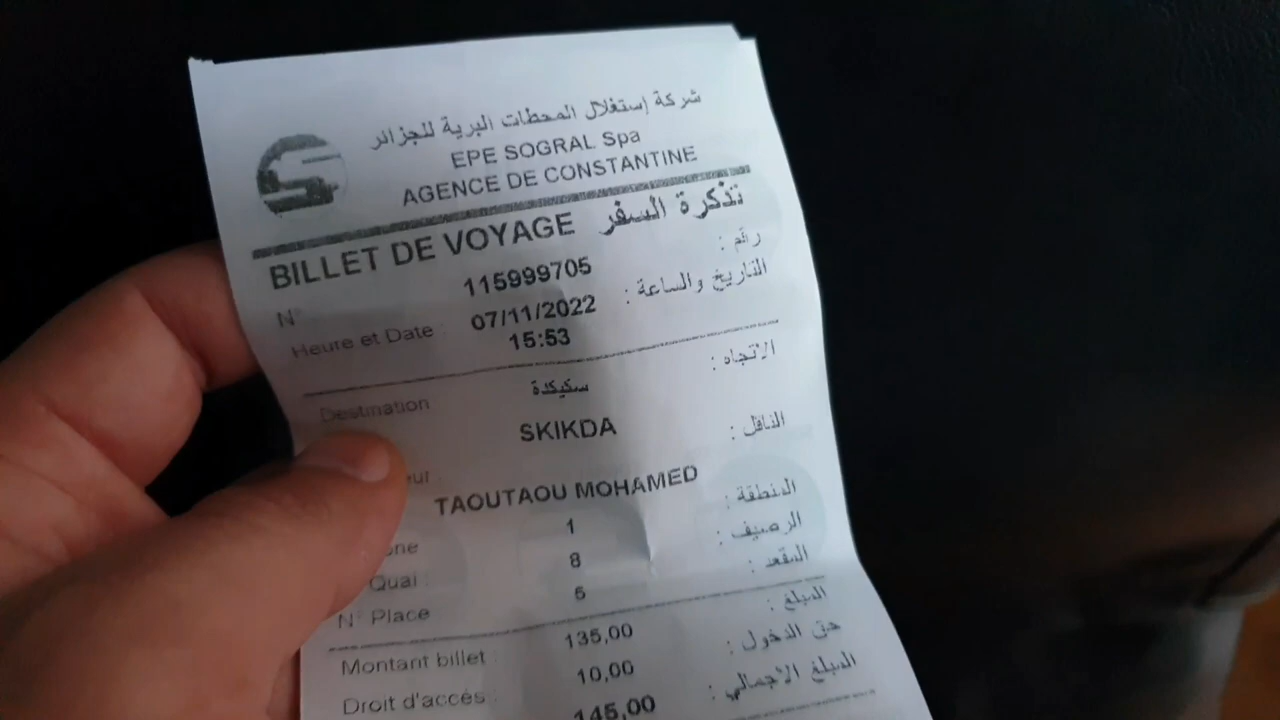 شركة إستغلال المحطات البرية للجزائر
EPE SOGRAL Spa
AGENCE DE CONSTANTINE
BILLET DE VOYAGE تذكرة السفر
N° 115999705 رقم :
Heure et Date : 07/11/2022 التاريخ والساعة :
15:53
Destination سكيكدة الاتجاه :
SKIKDA
الناقل :
TAOUTAOU MOHAMED
1 المنطقة :
Quai : 8 الرصيف :
N° Place 5 المقعد :
Montant billet : 135,00 المبلغ :
Droit d'accés : 10,00 حق الدخول :
145,00 المبلغ الاجمالي :